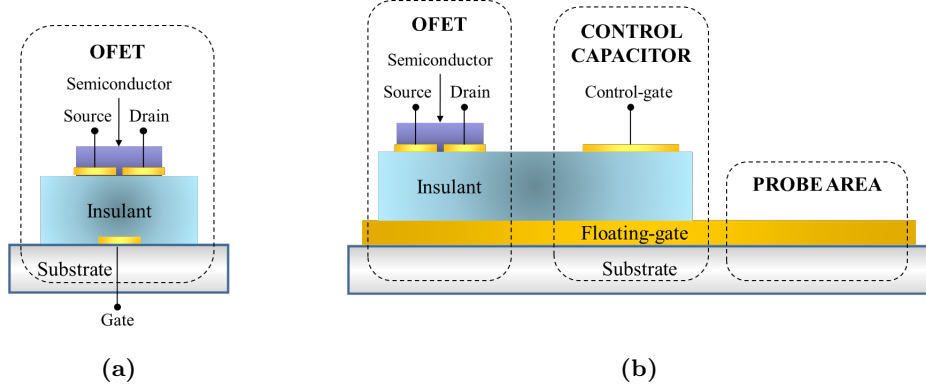 OFET
Semiconductor
Source
Drain
Insulant
Substrate
Gate
(a)
OFET
Semiconductor
Source
Drain
Insulant
CONTROL
CAPACITOR
Control-gate
PROBE AREA
Floating-gate
Substrate
(b)